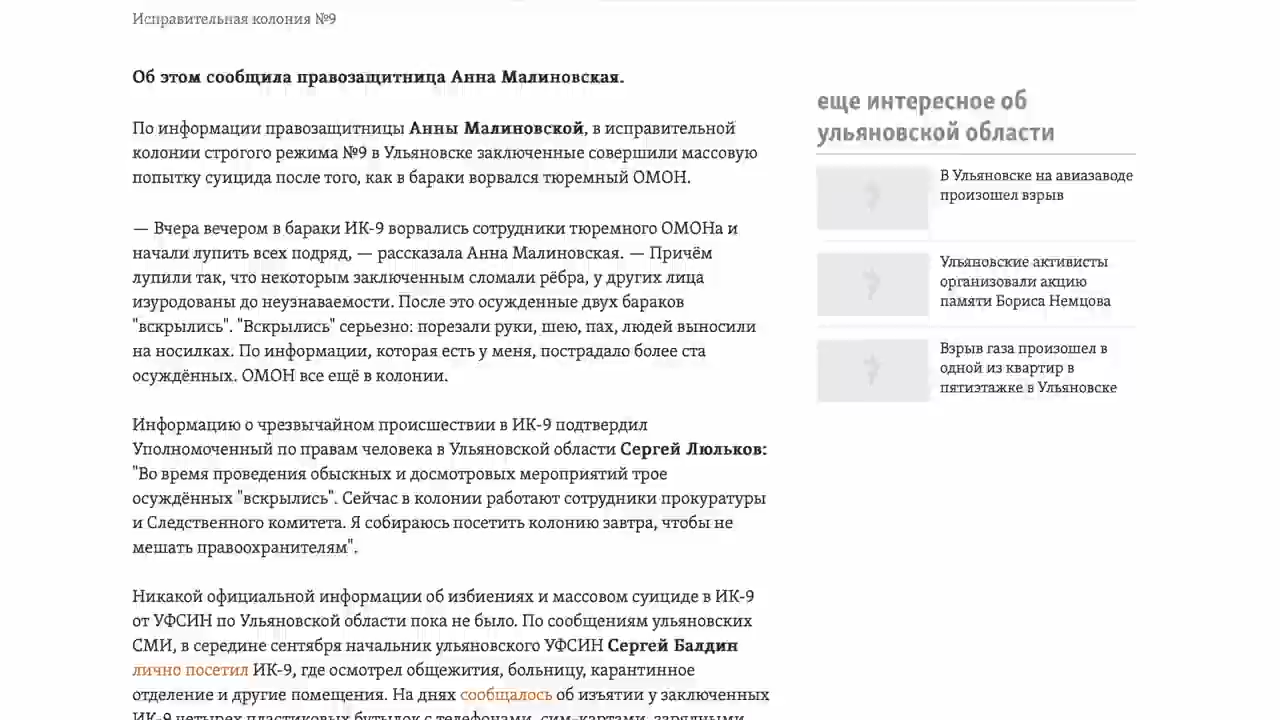 Исправительная колония №9
Об этом сообщила правозащитница Анна Малиновская.
По информации правозащитницы Анны Малиновской, в исправительной
колонии строгого режима №9 в Ульяновске заключенные совершили массовую
попытку суицида после того, как в бараки ворвался тюремный ОМОН.
— Вчера вечером в бараки ИК-9 ворвались сотрудники тюремного ОМОНа и
начали лупить всех подряд, — рассказала Анна Малиновская. — Причём
лупили так, что некоторым заключенным сломали рёбра, у других лица
изуродованы до неузнаваемости. После это осужденные двух бараков
"вскрылись". "Вскрылись" серьезно: порезали руки, шею, пах, людей выносили
на носилках. По информации, которая есть у меня, пострадало более ста
осуждённых. ОМОН все ещё в колонии.
Информацию о чрезвычайном происшествии в ИК-9 подтвердил
Уполномоченный по правам человека в Ульяновской области Сергей Люльков:
"Во время проведения обыскных и досмотровых мероприятий трое
осуждённых "вскрылись". Сейчас в колонии работают сотрудники прокуратуры
и Следственного комитета. Я собираюсь посетить колонию завтра, чтобы не
мешать правоохранителям".
Никакой официальной информации об избиениях и массовом суициде в ИК-9
от УФСИН по Ульяновской области пока не было. По сообщениям ульяновских
СМИ, в середине сентября начальник ульяновского УФСИН Сергей Балдин
лично посетил ИК-9, где осмотрел общежития, больницу, карантинное
отделение и другие помещения. На днях сообщалось об изъятии у заключенных
ИК-9 четырех пластиковых бутылок с телефонами, сим-картами, зарядными
еще интересное об
ульяновской области
В Ульяновске на авиазаводе
произошел взрыв
Ульяновские активисты
организовали акцию
памяти Бориса Немцова
Взрыв газа произошел в
одной из квартир в
пятиэтажке в Ульяновске